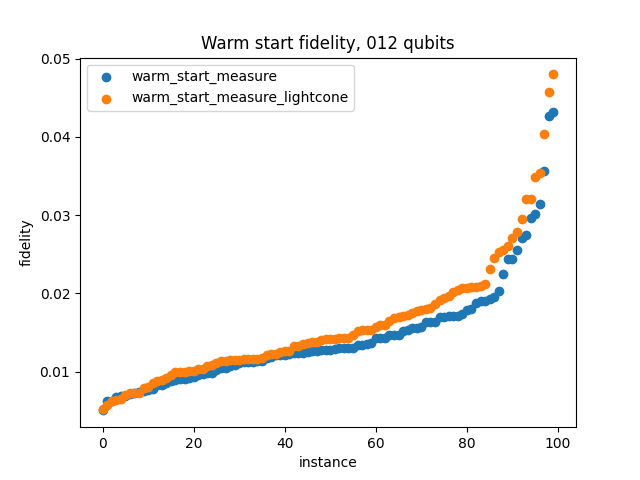 Warm start fidelity, 012 qubits
warm_start_measure
warm_start_measure_lightcone
0.05
0.04
0.03
0.02
0.01
fidelity
0 20 40 60 80 100
instance